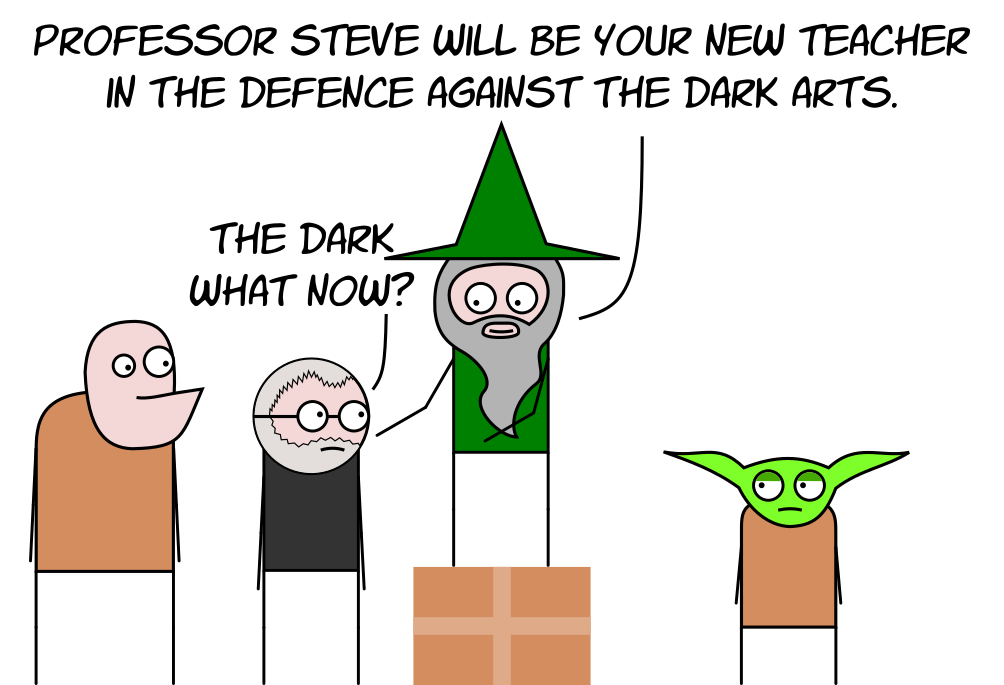 PROFESSOR STEVE WILL BE YOUR NEW TEACHER
IN THE DEFENCE AGAINST THE DARK ARTS.
THE DARK
WHAT NOW?